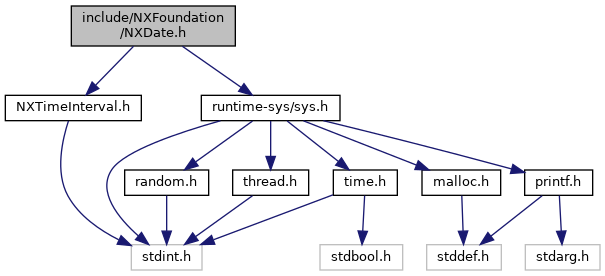 include/NXFoundation
/NXDate.h
NXTimeInterval.h
runtime-sys/sys.h
random.h
thread.h
time.h
malloc.h
printf.h
stdint.h
stdbool.h
stddef.h
stdarg.h